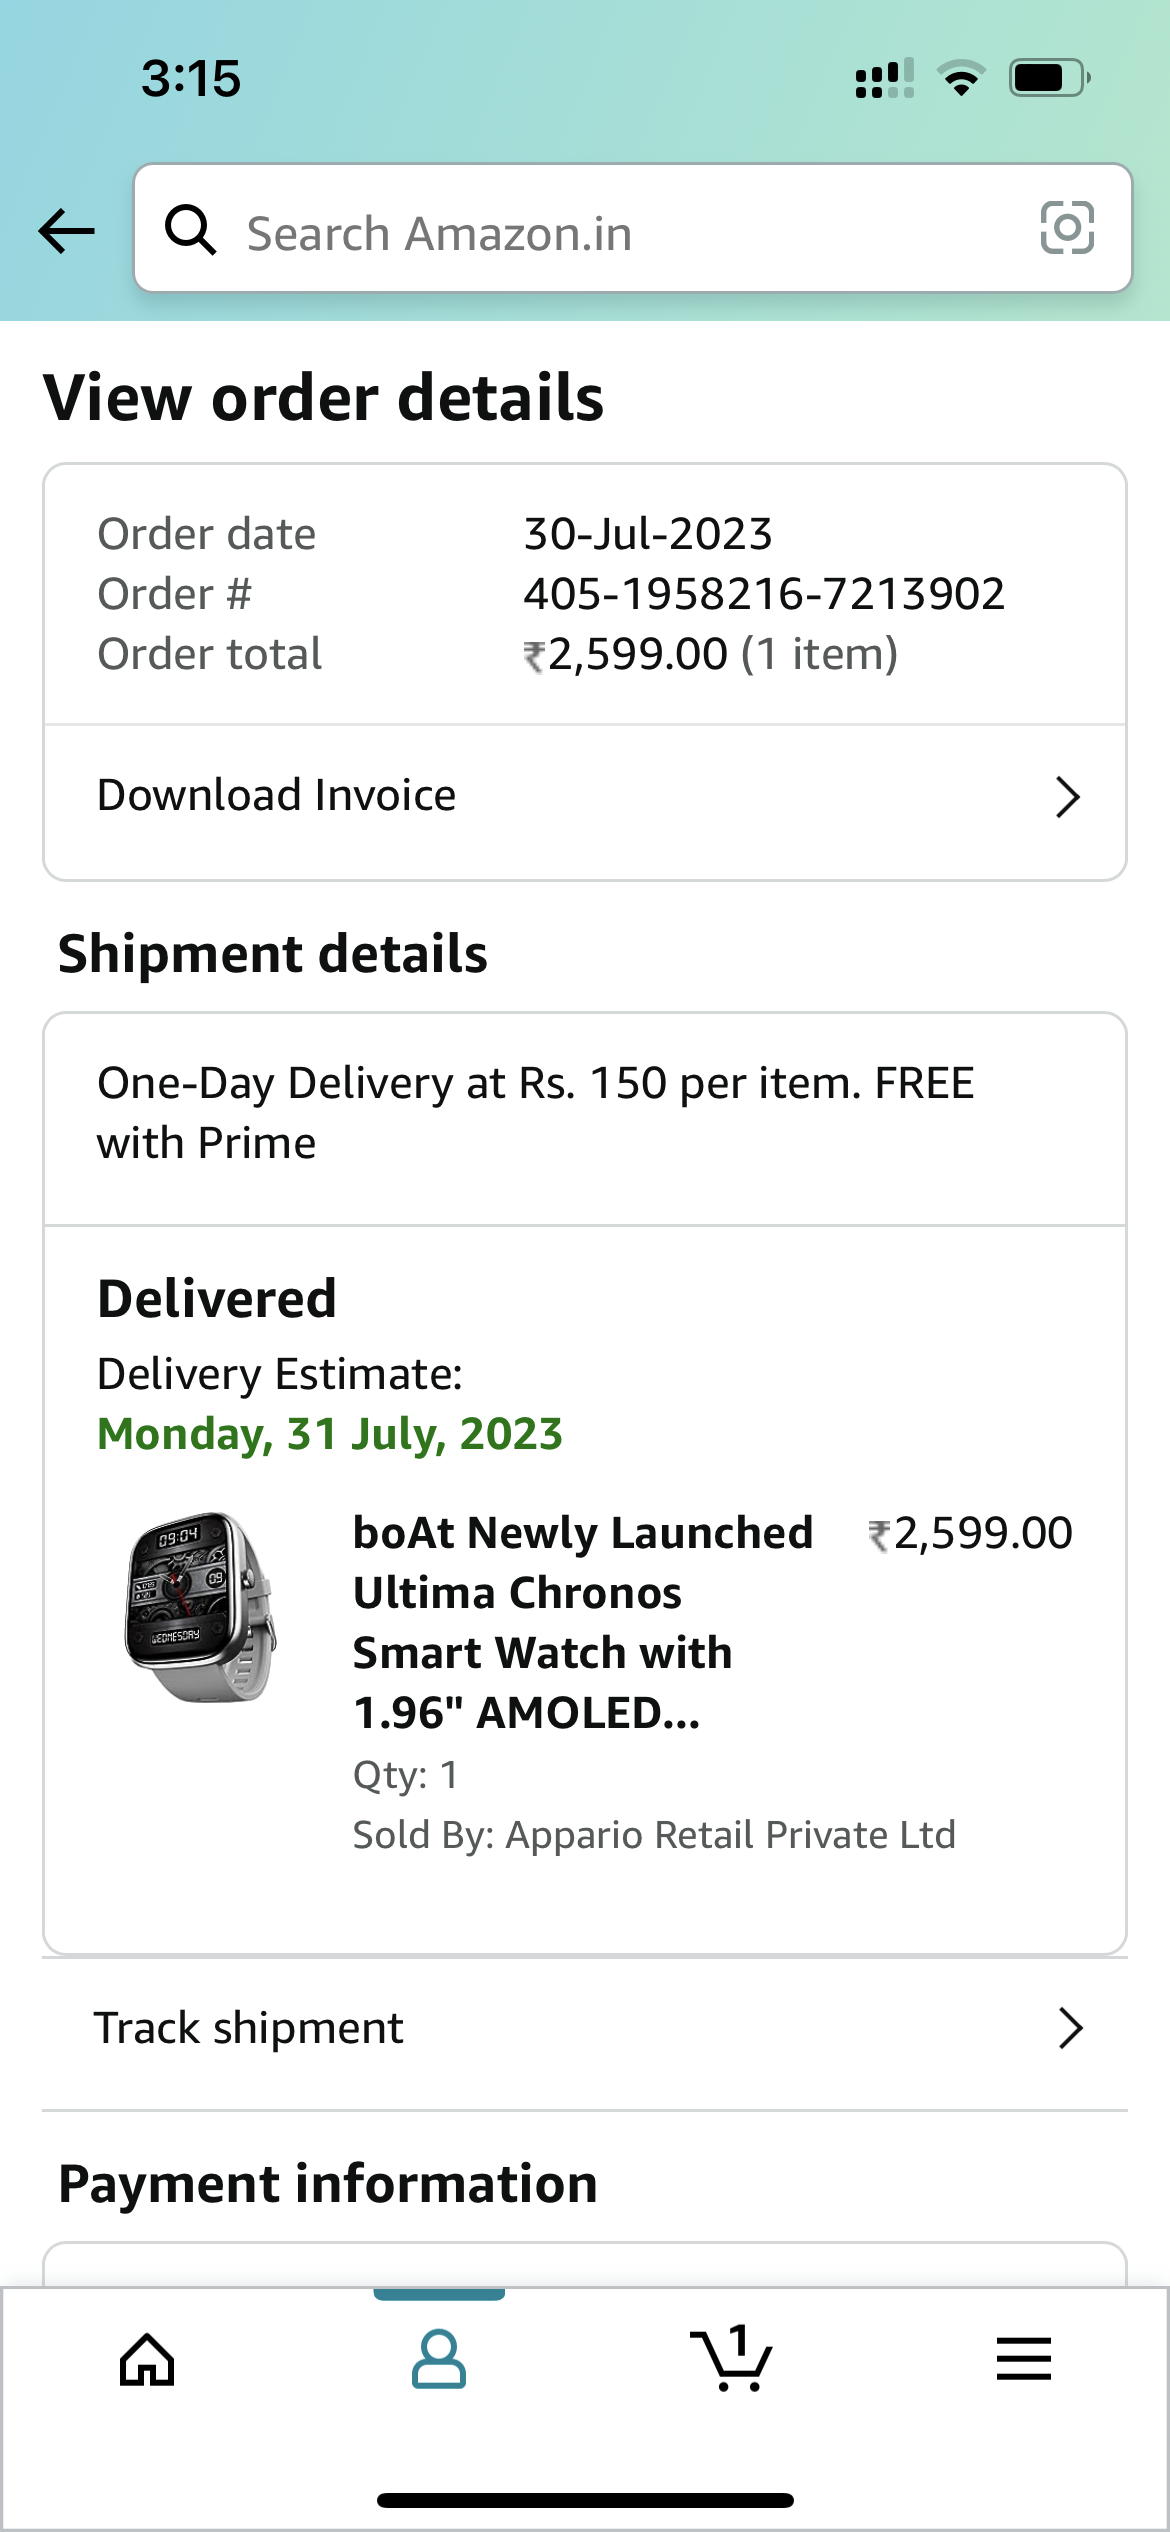 3:15
Search Amazon.in
View order details
Order date 30-Jul-2023
Order # 405-1958216-7213902
Order total ₹2,599.00 (1 item)
Download Invoice
Shipment details
One-Day Delivery at Rs. 150 per item. FREE
with Prime
Delivered
Delivery Estimate:
Monday, 31 July, 2023
09:04
09
WEDNESDAY
boAt Newly Launched ₹2,599.00
Ultima Chronos
Smart Watch with
1.96" AMOLED...
Qty: 1
Sold By: Appario Retail Private Ltd
Track shipment
Payment information
1